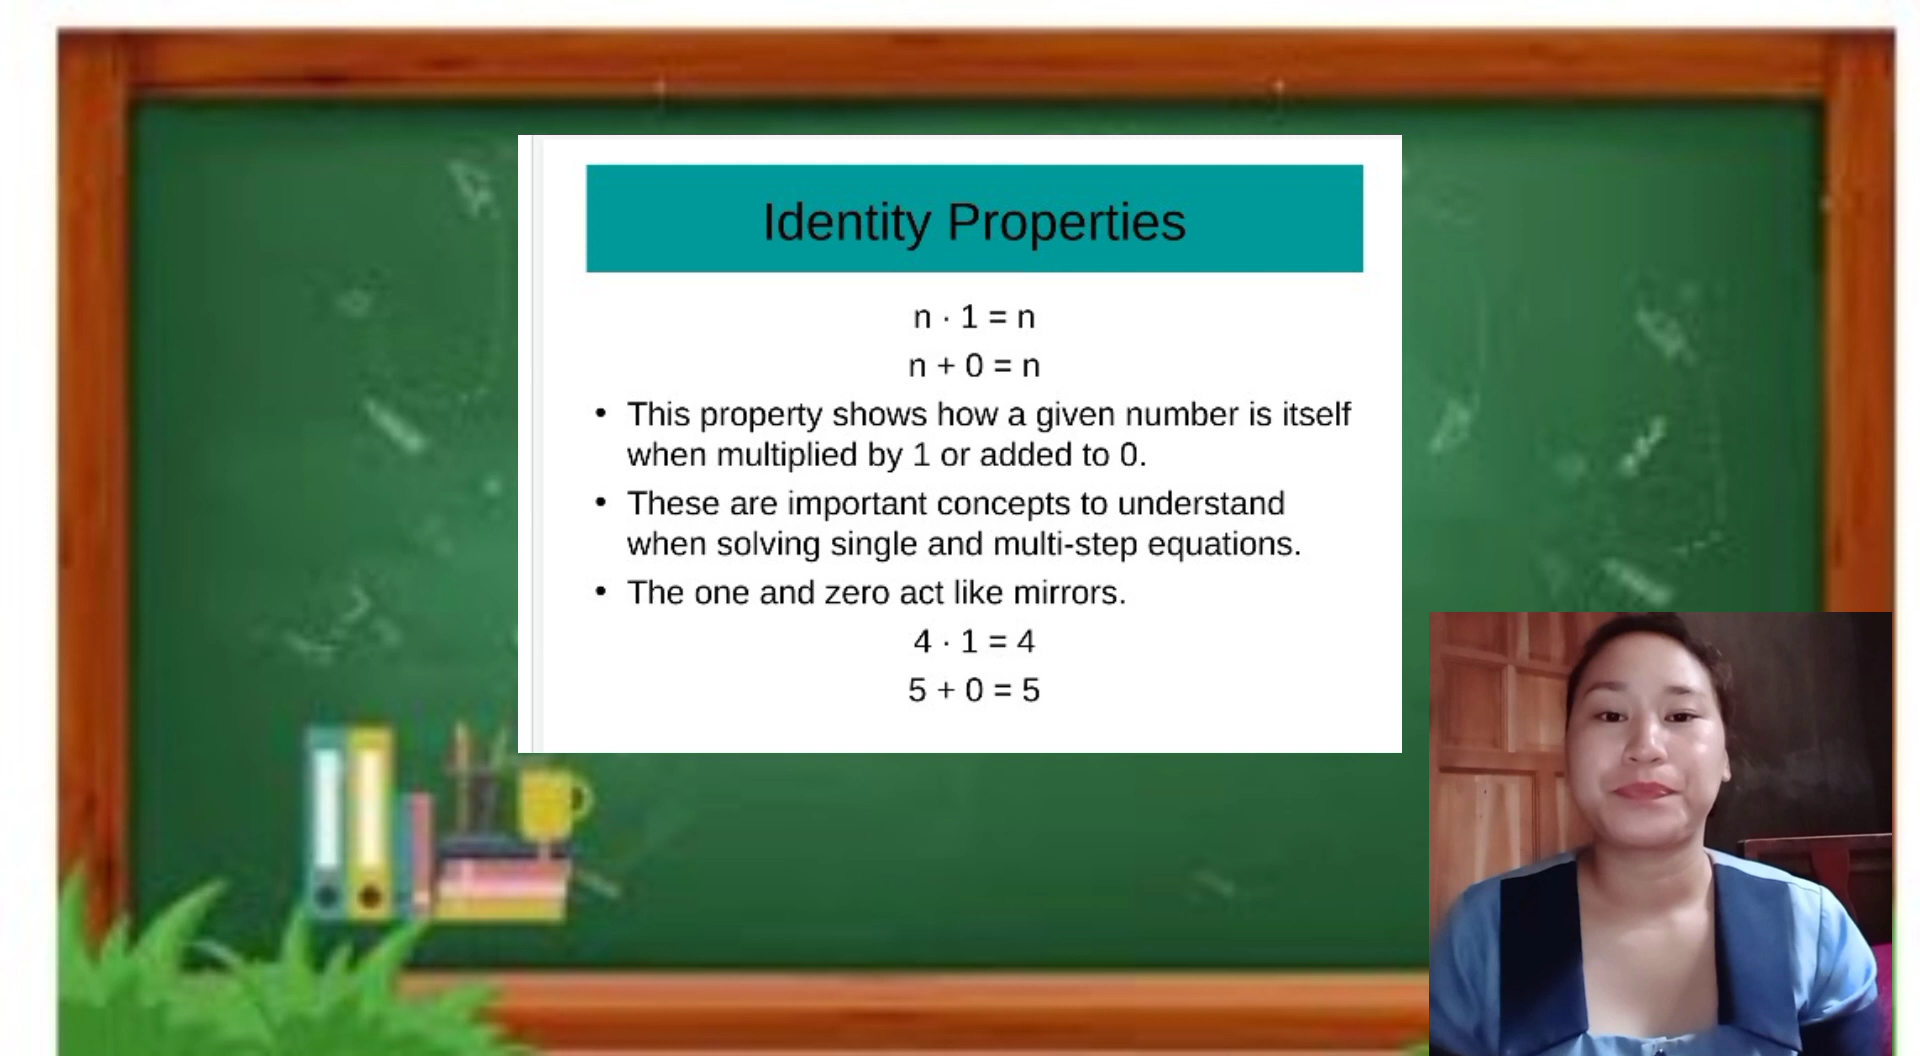 Identity Properties
n · 1 = n
n + 0 = n
• This property shows how a given number is itself
when multiplied by 1 or added to 0.
• These are important concepts to understand
when solving single and multi-step equations.
• The one and zero act like mirrors.
4 · 1 = 4
5 + 0 = 5